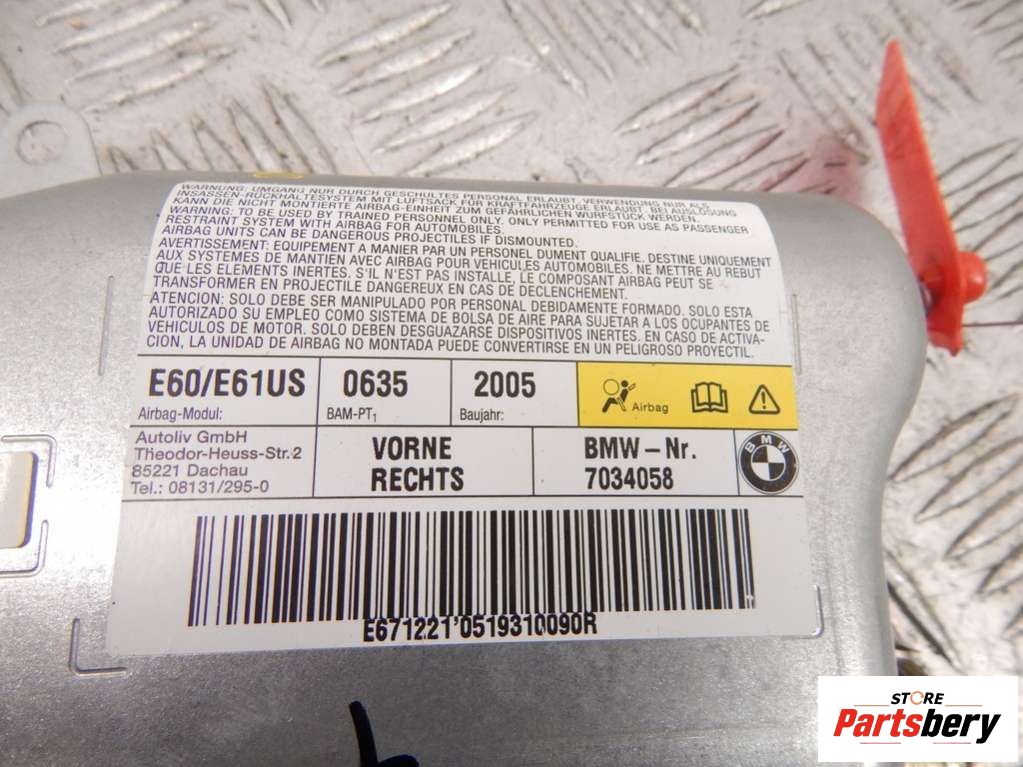 WARNUNG: UMGANG NUR DURCH GESCHULTES PERSONAL ERLAUBT. VERWENDUNG NUR ALS
INSASSEN-RÜCKHALTESYSTEM MIT LUFTSACK FÜR KRAFTFAHRZEUGE ERLAUBT. BEI AUSLÖSUNG
KANN DIE NICHT MONTIERTE AIRBAG-EINHEIT ZUM GEFÄHRLICHEN WURFSTÜCK WERDEN.
WARNING: TO BE USED BY TRAINED PERSONNEL ONLY. ONLY PERMITTED FOR USE AS PASSENGER
RESTRAINT SYSTEM WITH AIRBAG FOR AUTOMOBILES.
AIRBAG UNITS CAN BE DANGEROUS PROJECTILES IF DISMOUNTED.
AVERTISSEMENT: EQUIPEMENT A MANIER PAR UN PERSONEL DUMENT QUALIFIE. DESTINE UNIQUEMENT
AUX SYSTEMES DE MANTIEN AVEC AIRBAG POUR VEHICULES AUTOMOBILES. NE METTRE AU REBUT
QUE LES ELEMENTS INERTES. S'IL N'EST PAS INSTALLE, LE COMPOSANT AIRBAG PEUT SE
TRANSFORMER EN PROJECTILE DANGEREUX EN CAS DE DECLENCHEMENT.
ATENCION: SOLO DEBE SER MANIPULADO POR PERSONAL DEBIDAMENTE FORMADO. SOLO ESTA
AUTORIZADO SU EMPLEO COMO SISTEMA DE BOLSA DE AIRE PARA SUJETAR A LOS OCUPANTES DE
VEHICULOS DE MOTOR. SOLO DEBEN DESGUAZARSE DISPOSITIVOS INERTES. EN CASO DE ACTIVA-
CION, LA UNIDAD DE AIRBAG NO MONTADA PUEDE CONVERTIRSE EN UN PELIGROSO PROYECTIL.
E60/E61US 0635 2005
Airbag-Modul: BAM-PT1 Baujahr: Airbag
Autoliv GmbH
Theodor-Heuss-Str.2
85221 Dachau
Tel.: 08131/295-0
VORNE
RECHTS
BMW-Nr.
7034058
BMW
E671221'0519310090R
STORE
Partsbery